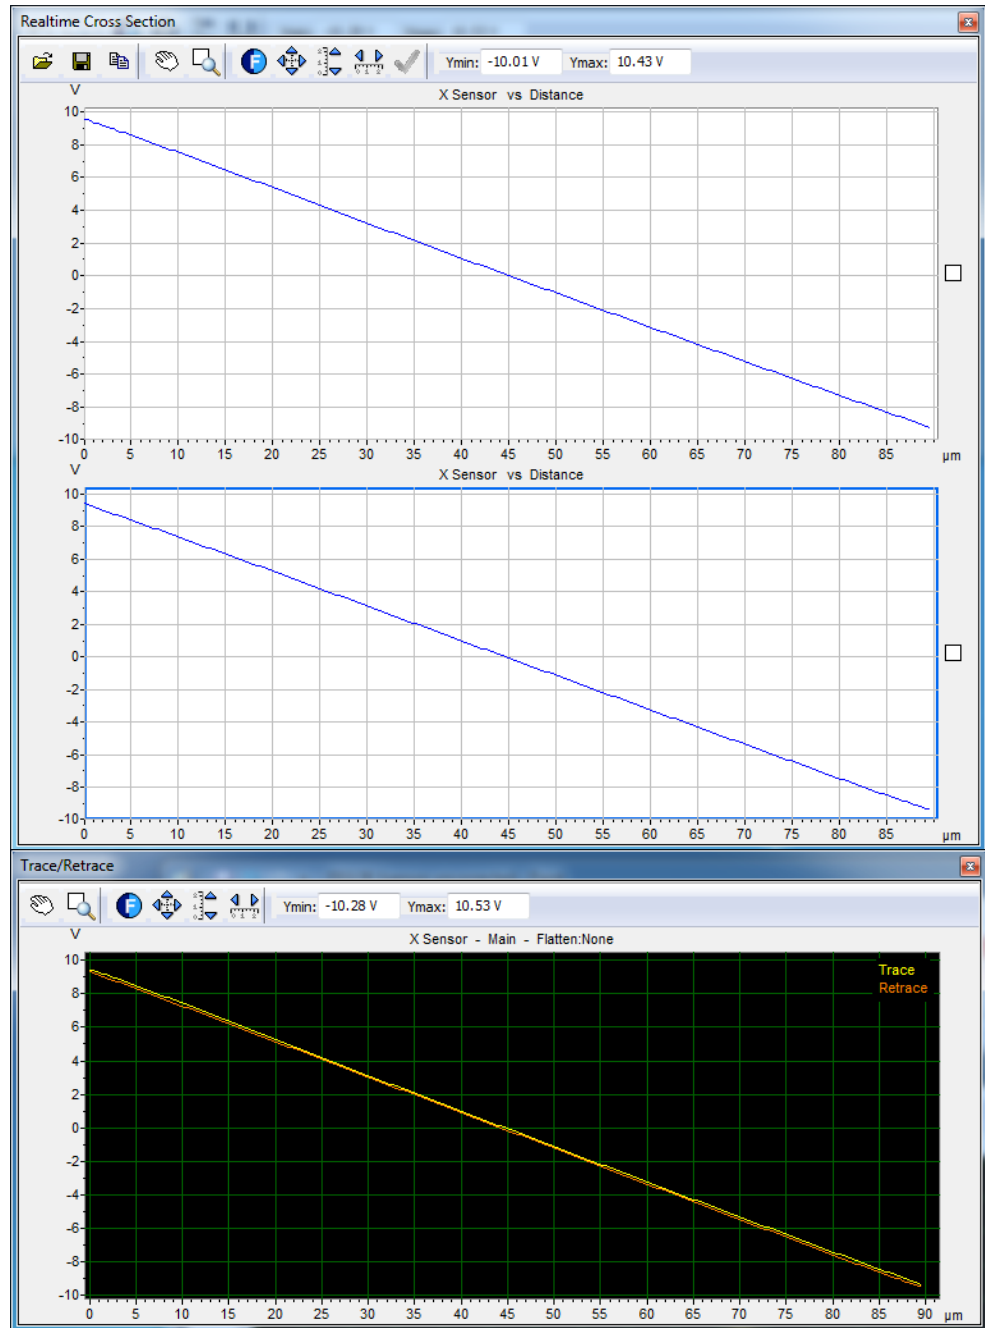 Realtime Cross Section
Ymin: -10.01 V Ymax: 10.43 V
V
X Sensor vs Distance
10
8
6
4
2
0
-2
-4
-6
-8
-10
0 5 10 15 20 25 30 35 40 45 50 55 60 65 70 75 80 85 µm
V
X Sensor vs Distance
10
8
6
4
2
0
-2
-4
-6
-8
-10
0 5 10 15 20 25 30 35 40 45 50 55 60 65 70 75 80 85 µm
Trace/Retrace
Ymin: -10.28 V Ymax: 10.53 V
V
X Sensor - Main - Flatten:None
Trace
Retrace
10
8
6
4
2
0
-2
-4
-6
-8
-10
0 5 10 15 20 25 30 35 40 45 50 55 60 65 70 75 80 85 90 µm